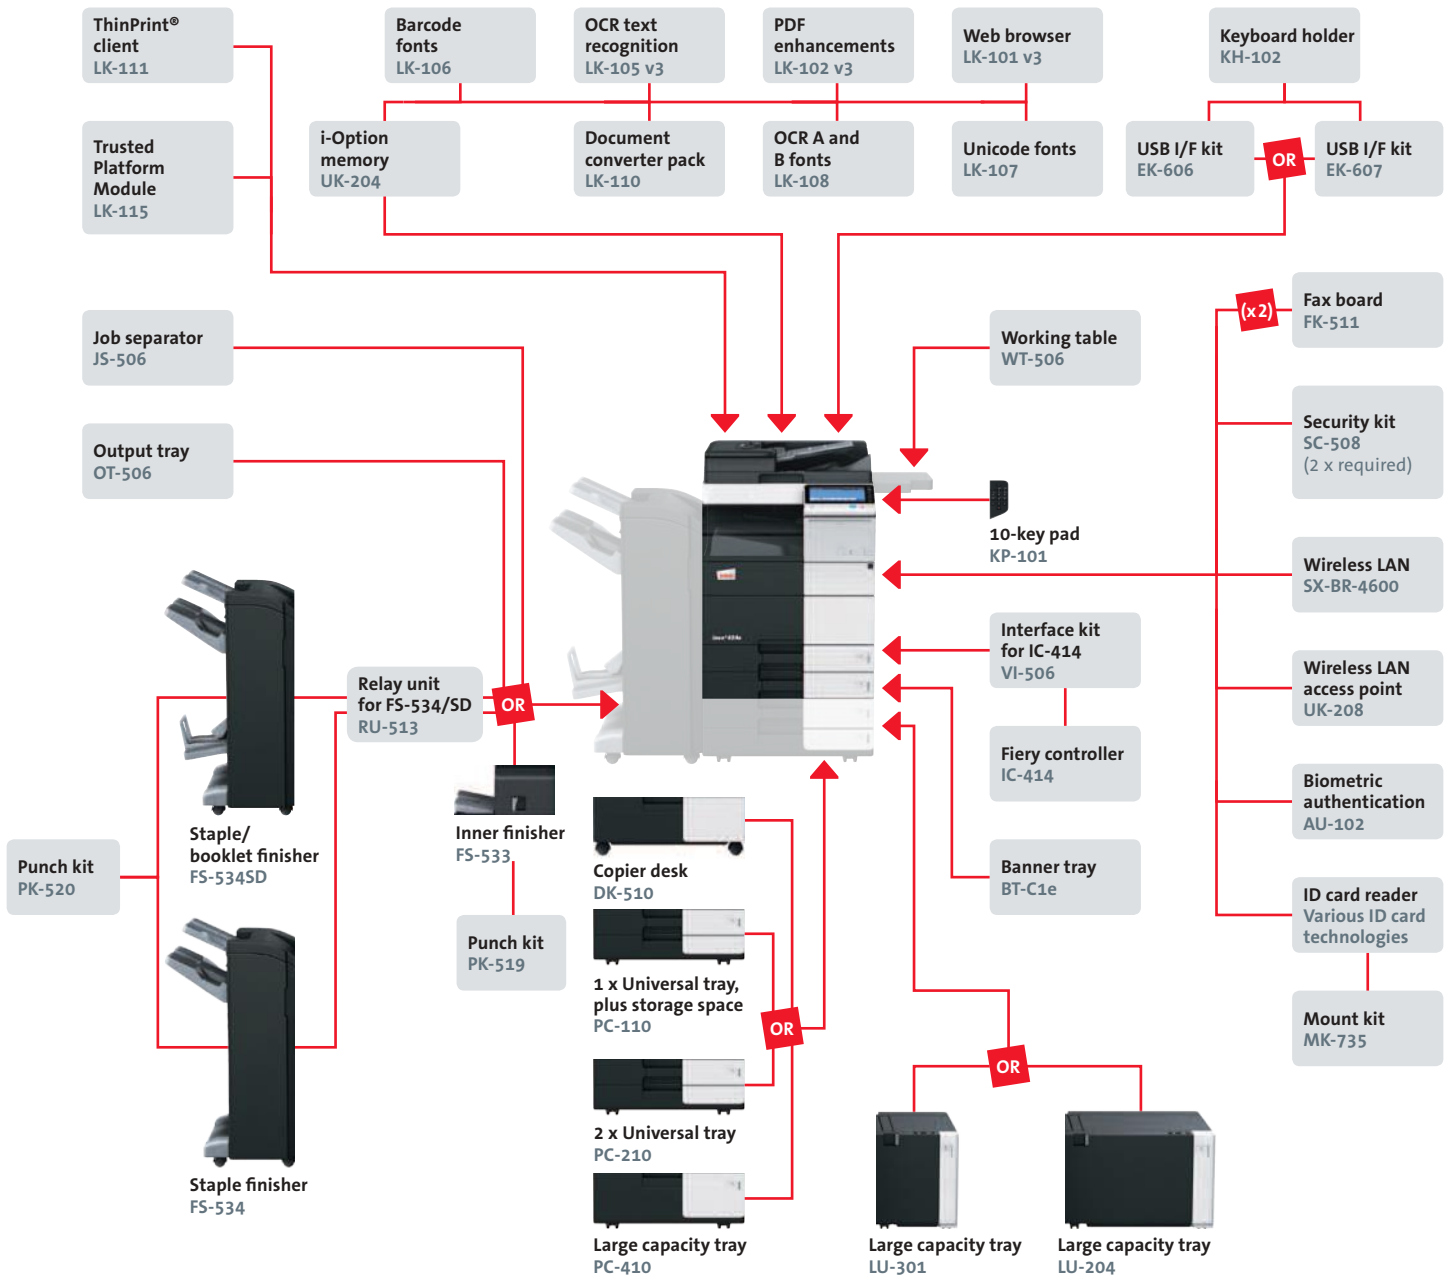 ThinPrint®
client
LK-111
Barcode
fonts
LK-106
OCR text
recognition
LK-105 v3
PDF
enhancements
LK-102 v3
Web browser
LK-101 v3
Keyboard holder
KH-102
Trusted
Platform
Module
LK-115
i-Option
memory
UK-204
Document
converter pack
LK-110
OCR A and
B fonts
LK-108
Unicode fonts
LK-107
USB I/F kit
EK-606
OR
USB I/F kit
EK-607
Job separator
JS-506
Working table
WT-506
(x2)
Fax board
FK-511
Output tray
OT-506
Security kit
SC-508
(2 x required)
10-key pad
KP-101
Wireless LAN
SX-BR-4600
Interface kit
for IC-414
VI-506
Wireless LAN
access point
UK-208
Relay unit
for FS-534/SD
RU-513
OR
Fiery controller
IC-414
Biometric
authentication
AU-102
Staple/
booklet finisher
FS-534SD
Inner finisher
FS-533
Punch kit
PK-520
Copier desk
DK-510
Banner tray
BT-C1e
ID card reader
Various ID card
technologies
Punch kit
PK-519
1 x Universal tray,
plus storage space
PC-110
OR
Mount kit
MK-735
OR
2 x Universal tray
PC-210
Staple finisher
FS-534
Large capacity tray
PC-410
Large capacity tray
LU-301
Large capacity tray
LU-204